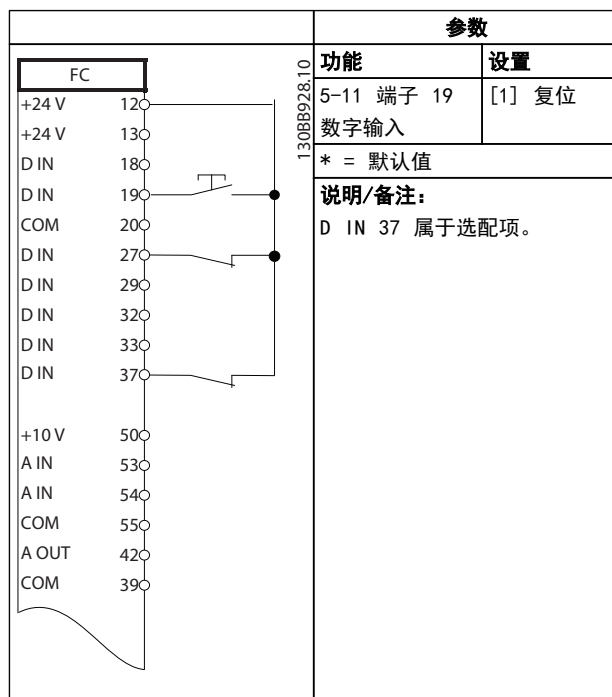 参数
功能 设置
5-11 端子 19 [1] 复位
数字输入
* = 默认值
说明/备注:
D IN 37 属于选配项。
FC
+24 V 12
+24 V 13
D IN 18
D IN 19
COM 20
D IN 27
D IN 29
D IN 32
D IN 33
D IN 37
+10 V 50
A IN 53
A IN 54
COM 55
A OUT 42
COM 39
130BB928.10